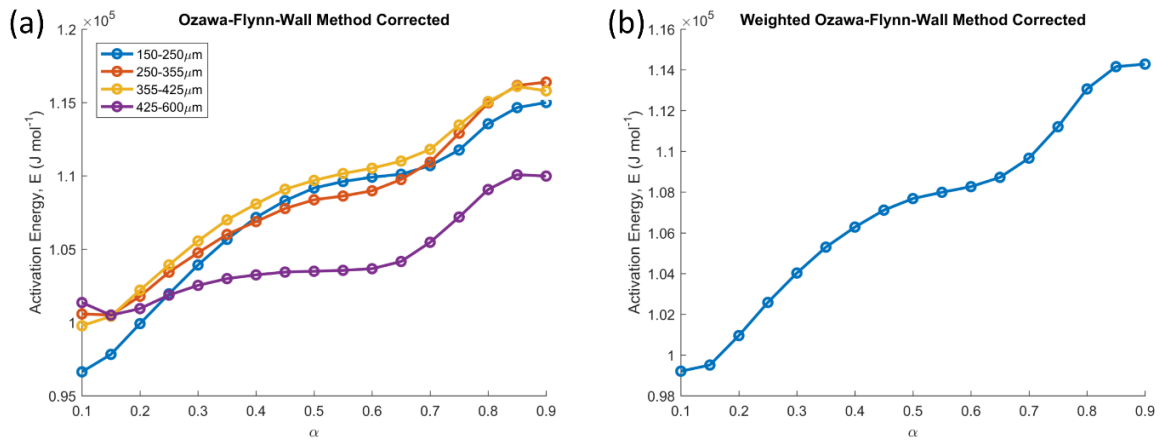 (a)
Ozawa-Flynn-Wall Method Corrected
×10⁵
1.2
1.15
1.10
1.05
1
0.95
Activation Energy, E (J mol⁻¹)
150-250μm
250-355μm
355-425μm
425-600μm
0.1 0.2 0.3 0.4 0.5 0.6 0.7 0.8 0.9
α
(b)
Weighted Ozawa-Flynn-Wall Method Corrected
×10⁵
1.16
1.14
1.12
1.1
1.08
1.06
1.04
1.02
1
0.98
Activation Energy, E (J mol⁻¹)
0.1 0.2 0.3 0.4 0.5 0.6 0.7 0.8 0.9
α